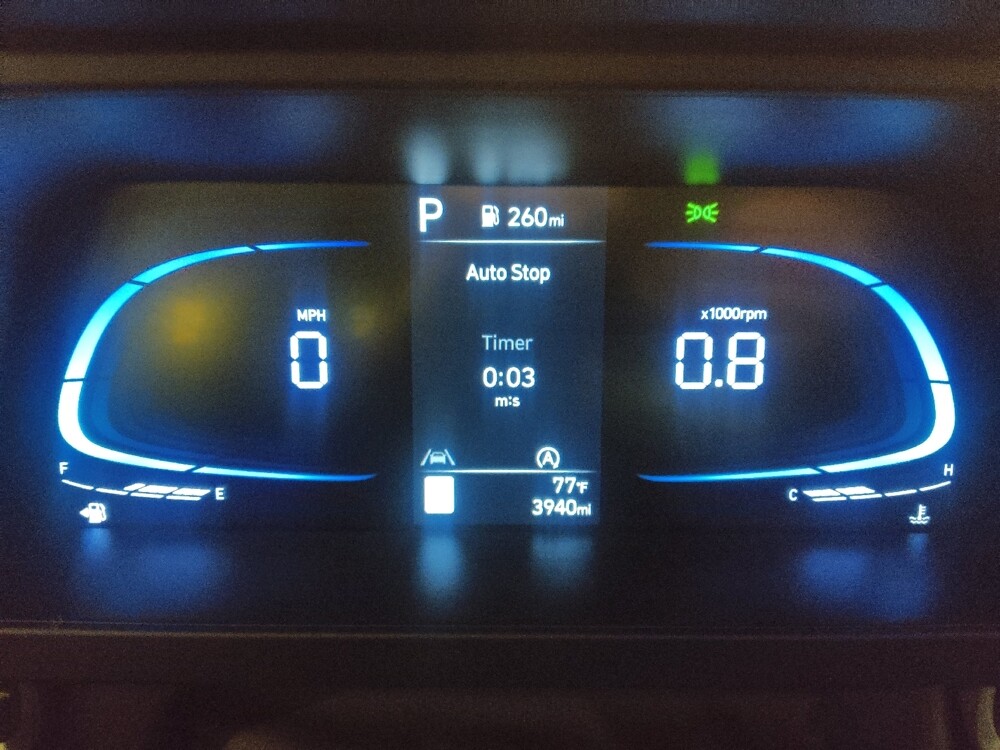 P 260mi
Auto Stop
MPH
0
x1000rpm
0.8
Timer
0:03
m:s
A
F
E
C
H
77°F
3940mi